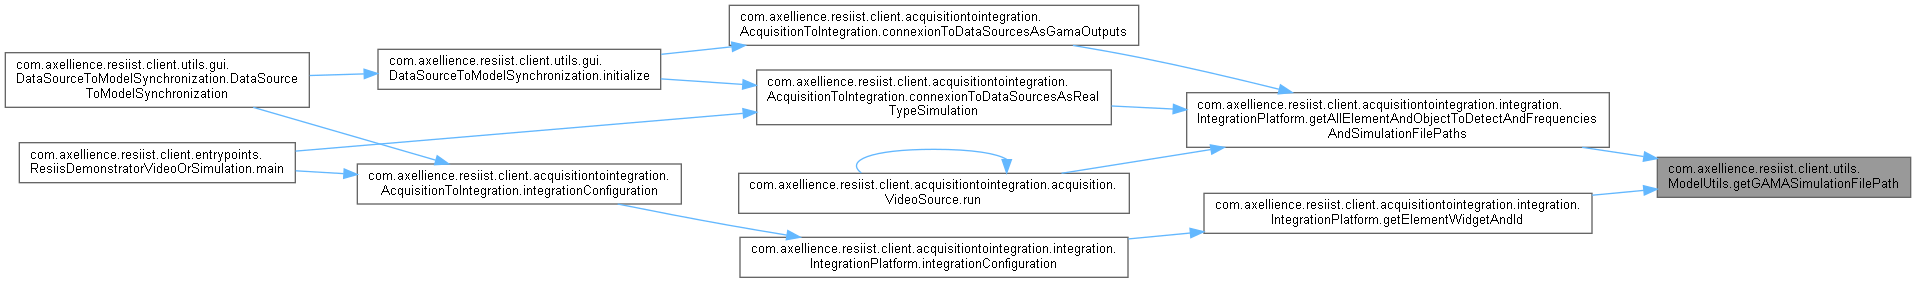 com.axellience.resiist.client.utils.gui.
DataSourceToModelSynchronization.DataSource
ToModelSynchronization
com.axellience.resiist.client.entrypoints.
ResiisDemonstratorVideoOrSimulation.main
com.axellience.resiist.client.utils.gui.
DataSourceToModelSynchronization.initialize
com.axellience.resiist.client.acquisitiontointegration.
AcquisitionToIntegration.integrationConfiguration
com.axellience.resiist.client.acquisitiontointegration.
AcquisitionToIntegration.connexionToDataSourcesAsGamaOutputs
com.axellience.resiist.client.acquisitiontointegration.
AcquisitionToIntegration.connexionToDataSourcesAsReal
TypeSimulation
com.axellience.resiist.client.acquisitiontointegration.acquisition.
VideoSource.run
com.axellience.resiist.client.acquisitiontointegration.integration.
IntegrationPlatform.integrationConfiguration
com.axellience.resiist.client.acquisitiontointegration.integration.
IntegrationPlatform.getAllElementAndObjectToDetectAndFrequencies
AndSimulationFilePaths
com.axellience.resiist.client.acquisitiontointegration.integration.
IntegrationPlatform.getElementWidgetAndId
com.axellience.resiist.client.utils.
ModelUtils.getGAMASimulationFilePath